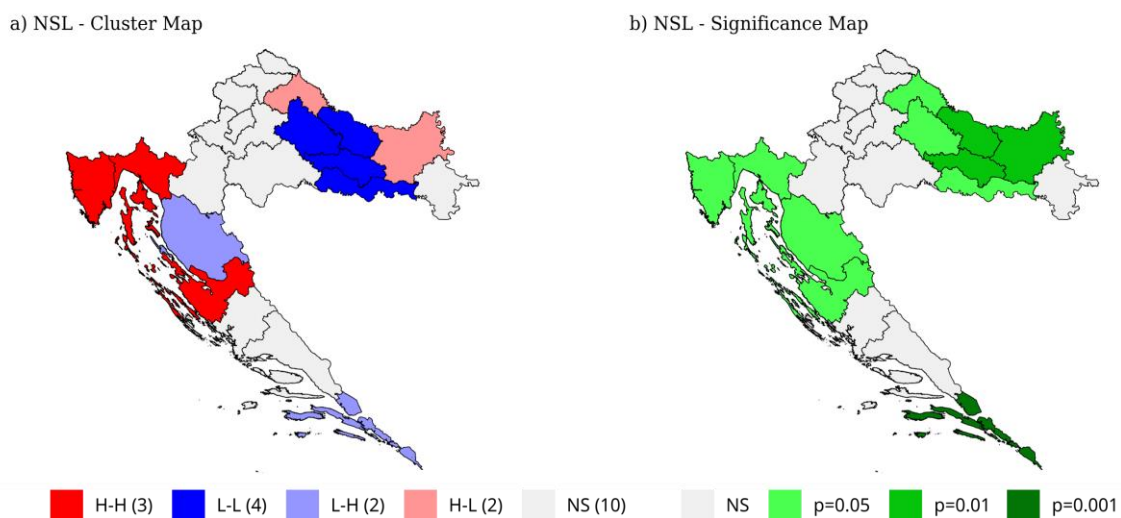 a) NSL - Cluster Map
b) NSL - Significance Map
H-H (3) L-L (4) L-H (2) H-L (2) NS (10) NS p=0.05 p=0.01 p=0.001